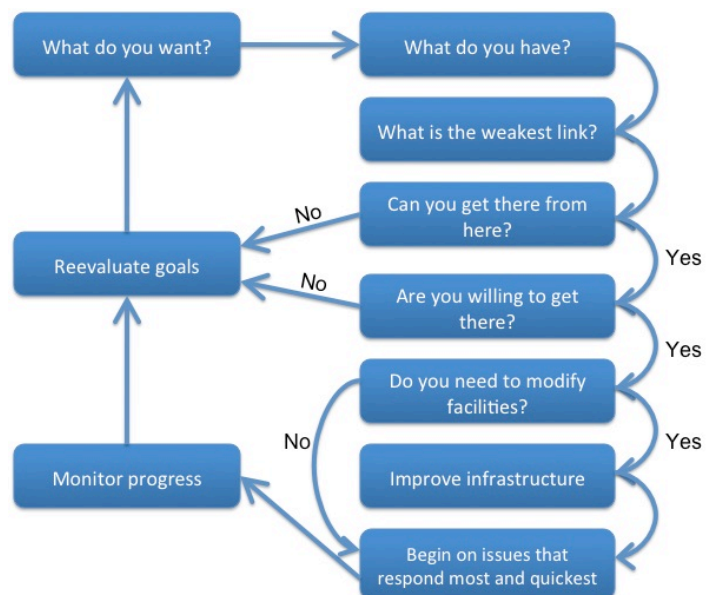 What do you want?
What do you have?
What is the weakest link?
No
Can you get there from
here?
Yes
Reevaluate goals
No
Are you willing to get
there?
Yes
Do you need to modify
facilities?
No
Yes
Monitor progress
Improve infrastructure
Begin on issues that
respond most and quickest